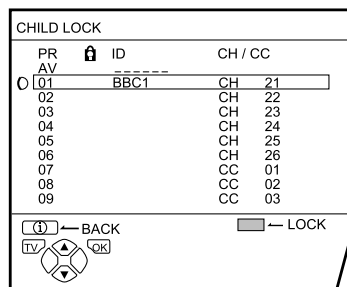 CHILD LOCK
PR ID CH / CC
AV _ _ _ _ _ _
01 BBC1 CH 21
02 CH 22
03 CH 23
04 CH 24
05 CH 25
06 CH 26
07 CC 01
08 CC 02
09 CC 03
i BACK LOCK
TV OK